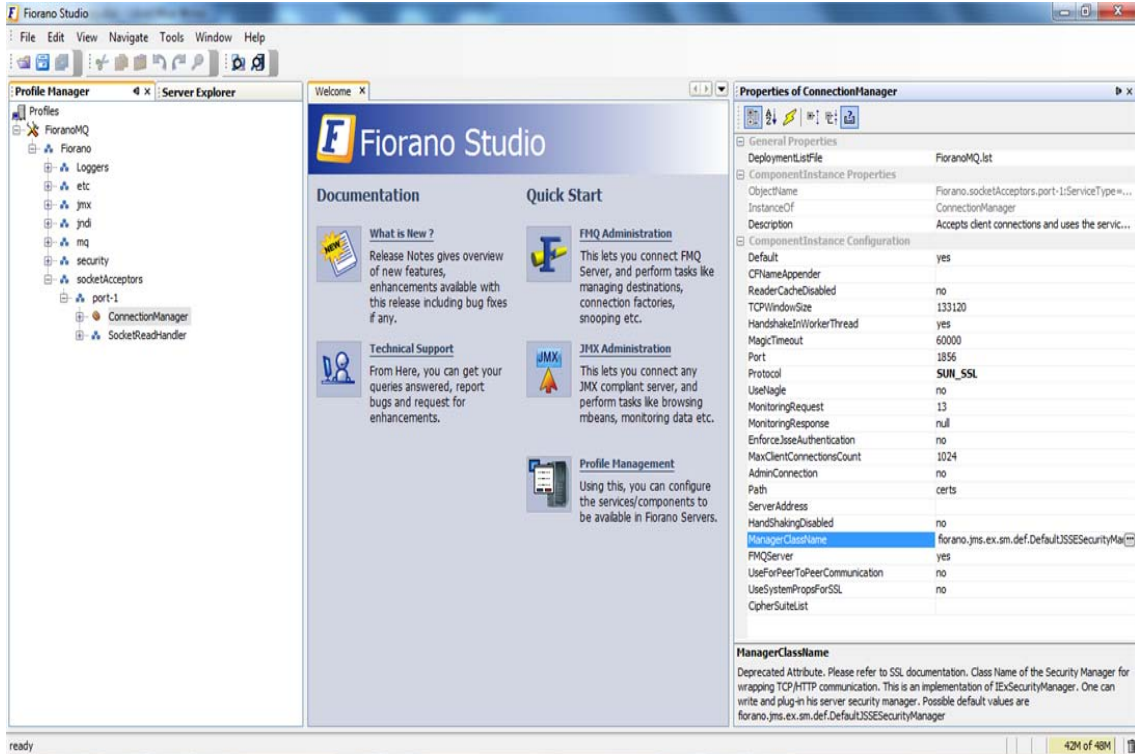 Fiorano Studio
File Edit View Navigate Tools Window Help
Profile Manager
Server Explorer
Profiles
FioranoMQ
Fiorano
Loggers
etc
jmx
jndi
mq
security
socketAcceptors
port-1
ConnectionManager
SocketReadHandler
Welcome
Fiorano Studio
Documentation
What is New ?
Release Notes gives overview
of new features,
enhancements available with
this release including bug fixes
if any.
Technical Support
From Here, you can get your
queries answered, report
bugs and request for
enhancements.
Quick Start
FMQ Administration
This lets you connect FMQ
Server, and perform tasks like
managing destinations,
connection factories,
snooping etc.
JMX
JMX Administration
This lets you connect any
JMX compliant server, and
perform tasks like browsing
mbeans, monitoring data etc.
Profile Management
Using this, you can configure
the services/components to
be available in Fiorano Servers.
Properties of ConnectionManager
General Properties
DeploymentListFile FioranoMQ.lst
ComponentInstance Properties
ObjectName Fiorano.socketAcceptors.port-1:ServiceType=...
InstanceOf ConnectionManager
Description Accepts client connections and uses the servic...
ComponentInstance Configuration
Default yes
CFNameAppender
ReaderCacheDisabled no
TCPWindowSize 133120
HandshakeInWorkerThread yes
MagicTimeout 60000
Port 1856
Protocol SUN_SSL
UseNagle no
MonitoringRequest 13
MonitoringResponse null
EnforceJsseAuthentication no
MaxClientConnectionsCount 1024
AdminConnection no
Path certs
ServerAddress
HandShakingDisabled no
ManagerClassName fiorano.jms.ex.sm.def.DefaultJSSESecurityMa
FMQServer yes
UseForPeerToPeerCommunication no
UseSystemPropsForSSL no
CipherSuiteList
ManagerClassName
Deprecated Attribute. Please refer to SSL documentation. Class Name of the Security Manager for
wrapping TCP/HTTP communication. This is an implementation of IExSecurityManager. One can
write and plug-in his server security manager. Possible default values are
fiorano.jms.ex.sm.def.DefaultJSSESecurityManager
ready
42M of 48M